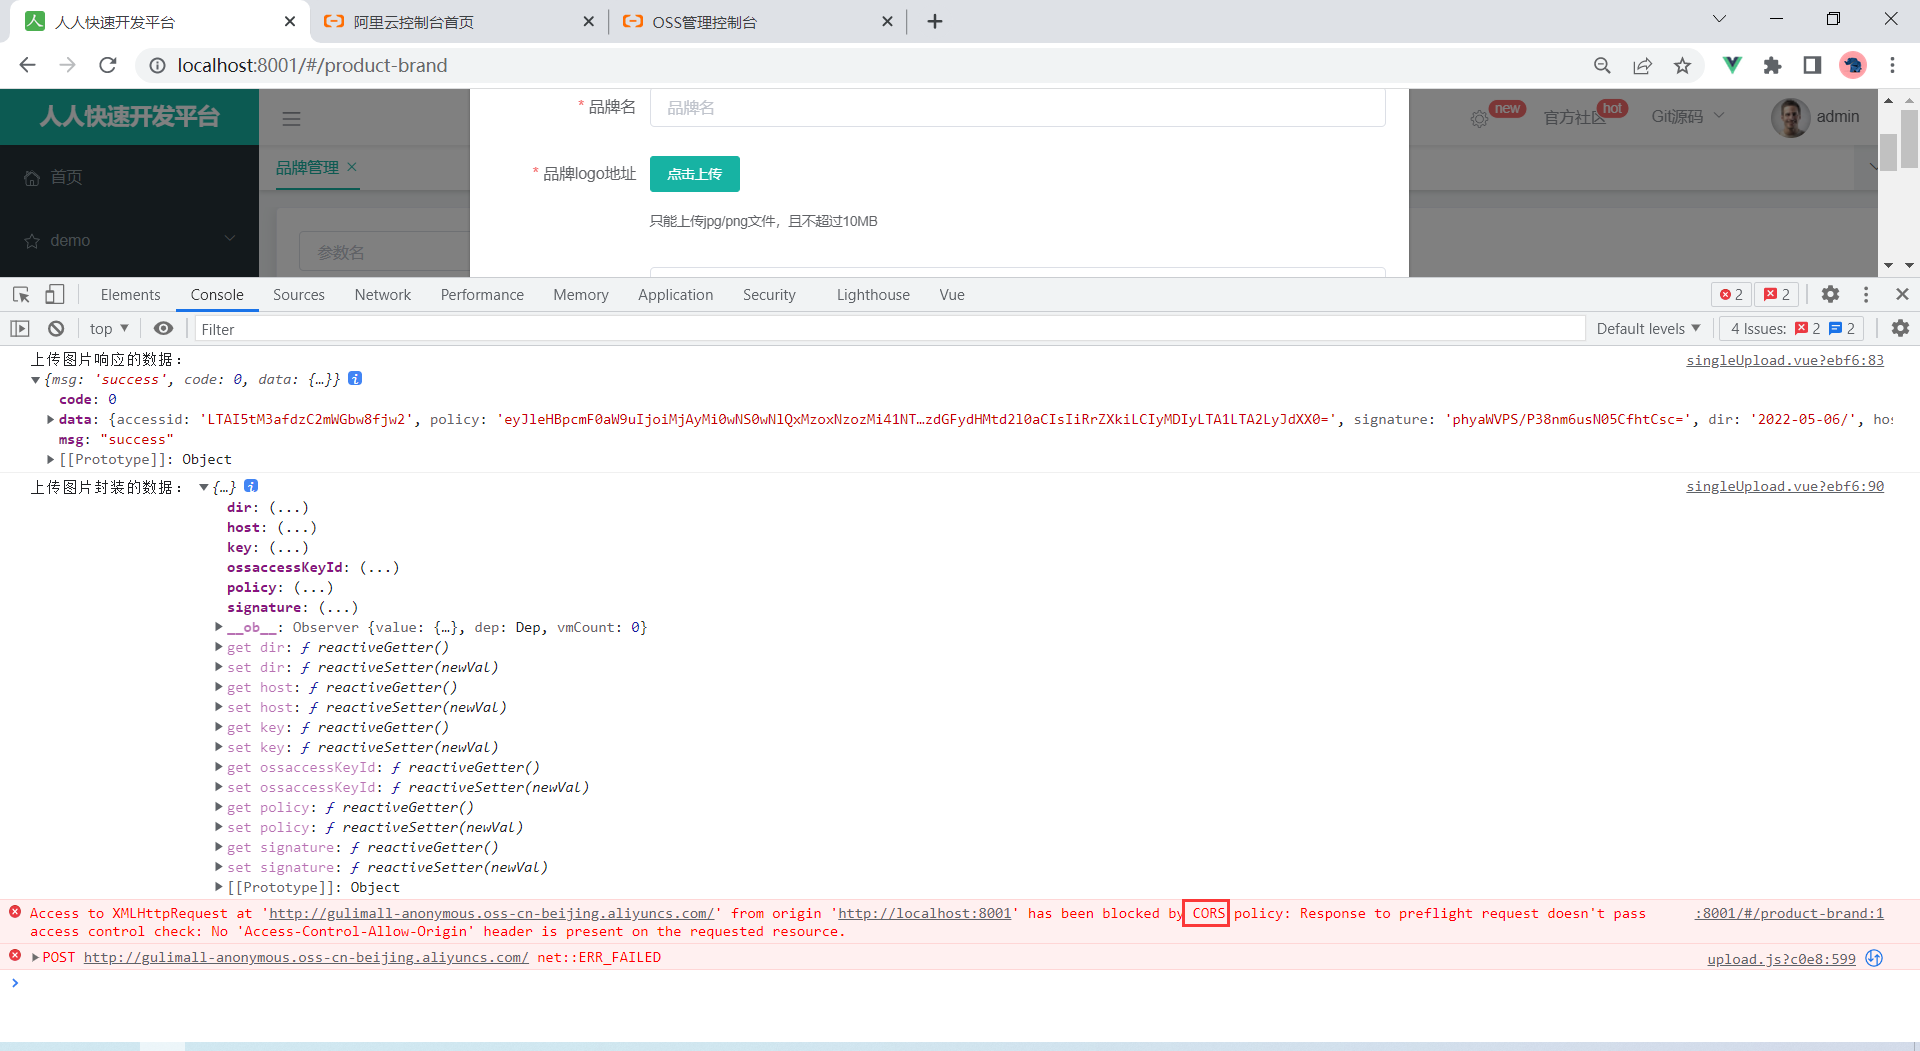 人人快速开发平台
阿里云控制台首页
OSS管理控制台
localhost:8001/#/product-brand
人人快速开发平台
* 品牌名
品牌名
new
官方社区
hot
Git源码
admin
首页
品牌管理
* 品牌logo地址
点击上传
只能上传jpg/png文件，且不超过10MB
demo
参数名
Elements Console Sources Network Performance Memory Application Security Lighthouse Vue
2 2
top Filter Default levels 4 Issues: 2 2
上传图片响应的数据： singleUpload.vue?ebf6:83
{msg: 'success', code: 0, data: {…}}
code: 0
data: {accessid: 'LTAI5tM3afdzC2mWGbw8fjw2', policy: 'eyJleHBpcmF0aW9uIjoiMjAyMi0wNS0wNlQxMzoxNzozMi41NT…zdGFydHMtd2l0aCIsIiRrZXkiLCIyMDIyLTA1LTA2LyJdXX0=', signature: 'phyaWVPS/P38nm6usN05CfhtCsc=', dir: '2022-05-06/', hos
msg: "success"
[[Prototype]]: Object
上传图片封装的数据： {…} singleUpload.vue?ebf6:90
dir: (...)
host: (...)
key: (...)
ossaccessKeyId: (...)
policy: (...)
signature: (...)
__ob__: Observer {value: {…}, dep: Dep, vmCount: 0}
get dir: ƒ reactiveGetter()
set dir: ƒ reactiveSetter(newVal)
get host: ƒ reactiveGetter()
set host: ƒ reactiveSetter(newVal)
get key: ƒ reactiveGetter()
set key: ƒ reactiveSetter(newVal)
get ossaccessKeyId: ƒ reactiveGetter()
set ossaccessKeyId: ƒ reactiveSetter(newVal)
get policy: ƒ reactiveGetter()
set policy: ƒ reactiveSetter(newVal)
get signature: ƒ reactiveGetter()
set signature: ƒ reactiveSetter(newVal)
[[Prototype]]: Object
Access to XMLHttpRequest at 'http://gulimall-anonymous.oss-cn-beijing.aliyuncs.com/' from origin 'http://localhost:8001' has been blocked by CORS policy: Response to preflight request doesn't pass :8001/#/product-brand:1
access control check: No 'Access-Control-Allow-Origin' header is present on the requested resource.
POST http://gulimall-anonymous.oss-cn-beijing.aliyuncs.com/ net::ERR_FAILED upload.js?c0e8:599